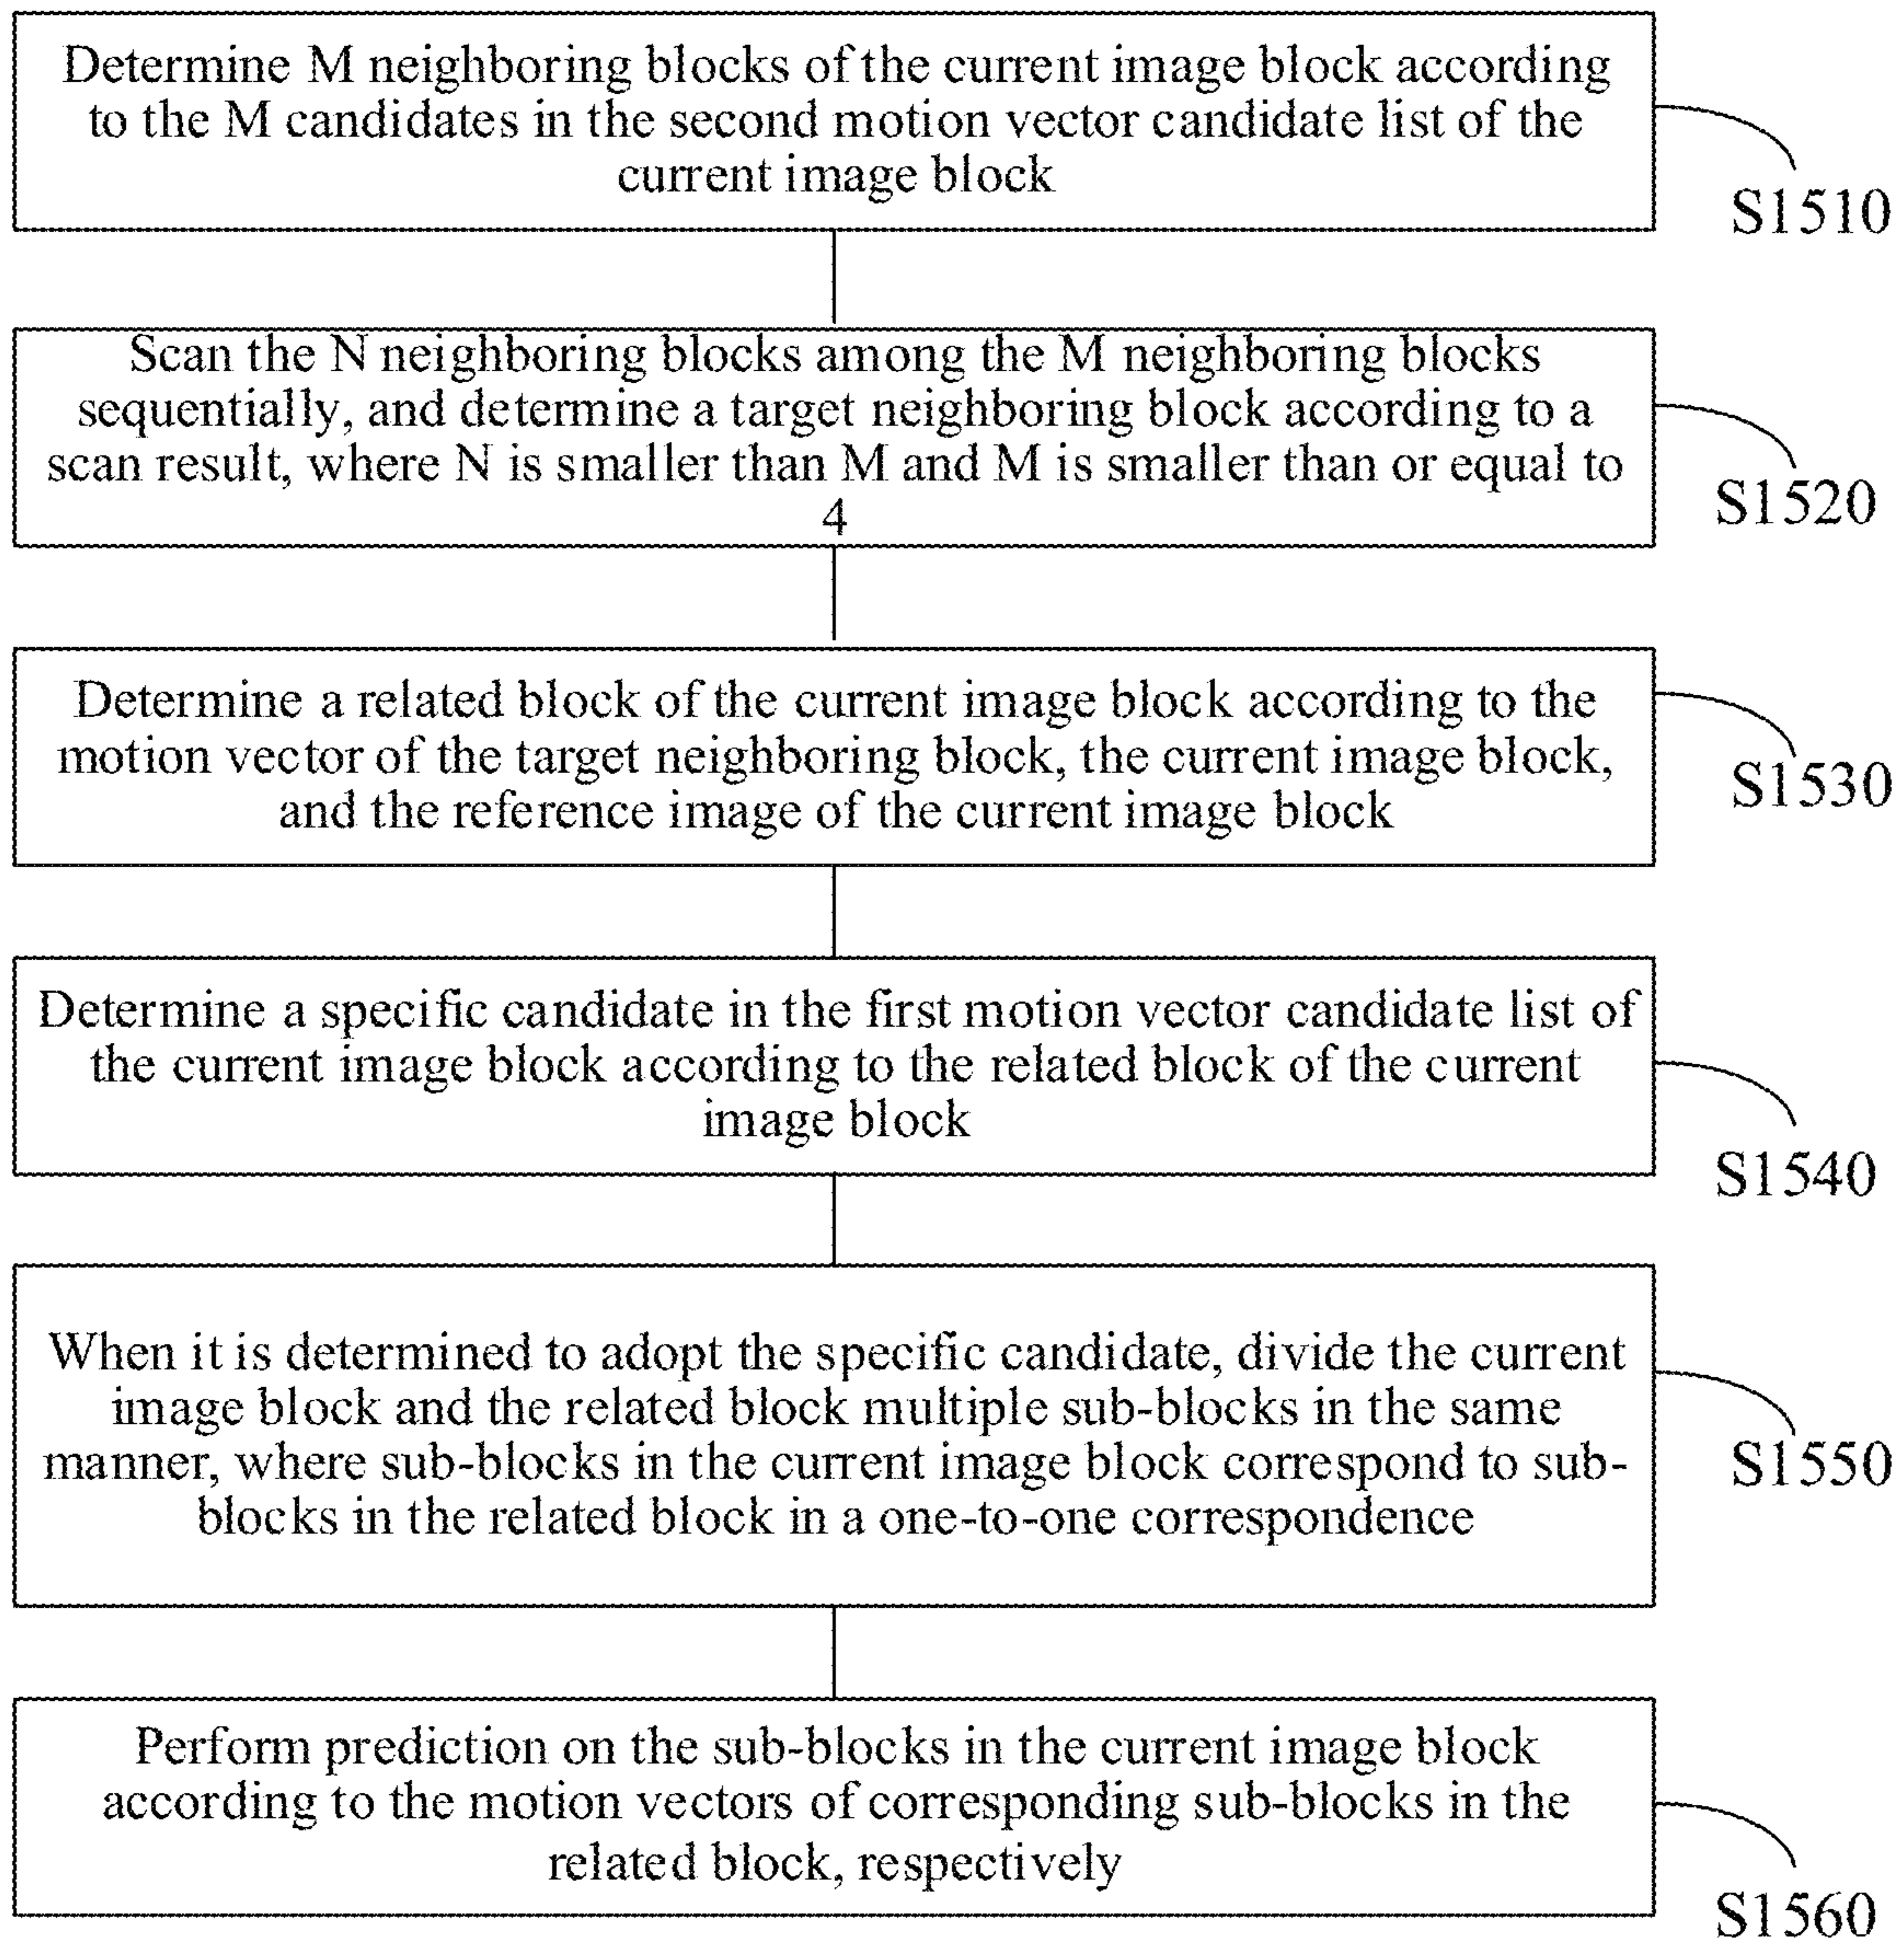 Determine M neighboring blocks of the current image block according
to the M candidates in the second motion vector candidate list of the
current image block
S1510
Scan the N neighboring blocks among the M neighboring blocks
sequentially, and determine a target neighboring block according to a
scan result, where N is smaller than M and M is smaller than or equal to
4
S1520
Determine a related block of the current image block according to the
motion vector of the target neighboring block, the current image block,
and the reference image of the current image block
S1530
Determine a specific candidate in the first motion vector candidate list of
the current image block according to the related block of the current
image block
S1540
When it is determined to adopt the specific candidate, divide the current
image block and the related block multiple sub-blocks in the same
manner, where sub-blocks in the current image block correspond to sub-
blocks in the related block in a one-to-one correspondence
S1550
Perform prediction on the sub-blocks in the current image block
according to the motion vectors of corresponding sub-blocks in the
related block, respectively
S1560